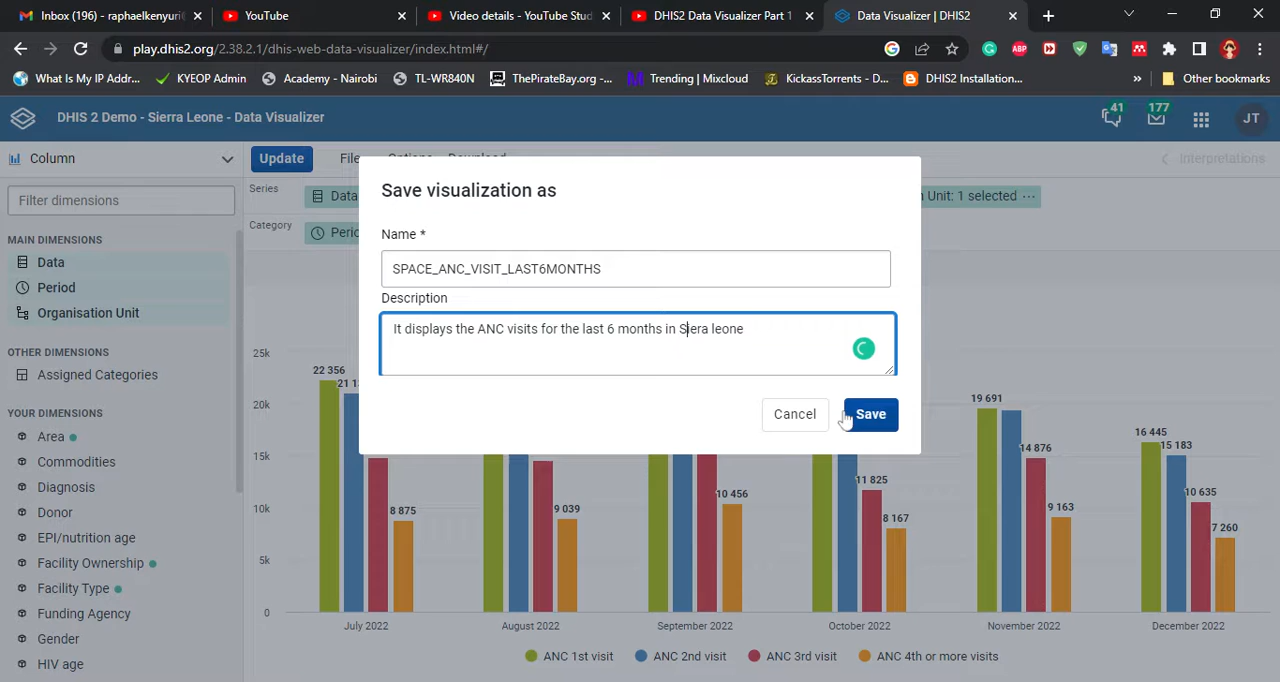 Inbox (196) - raphaelkenyuri@
YouTube
Video details - YouTube Stud
DHIS2 Data Visualizer Part 1
Data Visualizer | DHIS2
play.dhis2.org/2.38.2.1/dhis-web-data-visualizer/index.html#/
What Is My IP Addr...
KYEOP Admin
Academy - Nairobi
TL-WR840N
ThePirateBay.org -...
Trending | Mixcloud
KickassTorrents - D...
DHIS2 Installation...
»
Other bookmarks
DHIS 2 Demo - Sierra Leone - Data Visualizer
41
177
JT
Column
Update
File
Options
Download
Interpretations
Filter dimensions
Series
Data
n Unit: 1 selected
Category
Perio
MAIN DIMENSIONS
Data
Period
Organisation Unit
OTHER DIMENSIONS
Assigned Categories
YOUR DIMENSIONS
Area
Commodities
Diagnosis
Donor
EPI/nutrition age
Facility Ownership
Facility Type
Funding Agency
Gender
HIV age
Save visualization as
Name *
SPACE_ANC_VISIT_LAST6MONTHS
Description
It displays the ANC visits for the last 6 months in Siera leone
Cancel
Save
25k
20k
15k
10k
5k
0
22 356
21 1
8 875
9 039
10 456
11 825
8 167
19 691
14 876
9 163
16 445
15 183
10 635
7 260
July 2022
August 2022
September 2022
October 2022
November 2022
December 2022
ANC 1st visit
ANC 2nd visit
ANC 3rd visit
ANC 4th or more visits